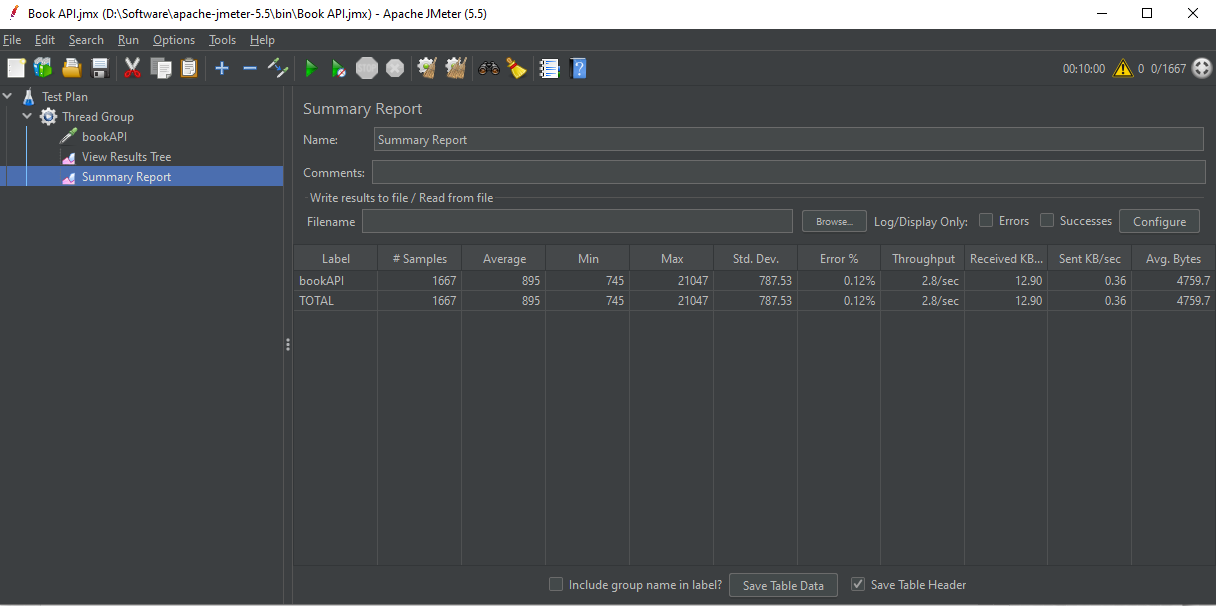 Book API.jmx (D:\Software\apache-jmeter-5.5\bin\Book API.jmx) - Apache JMeter (5.5)
File Edit Search Run Options Tools Help
00:10:00 0 0/1667
Test Plan
Thread Group
bookAPI
View Results Tree
Summary Report
Summary Report
Name: Summary Report
Comments:
Write results to file / Read from file
Filename Browse... Log/Display Only: Errors Successes Configure
Label # Samples Average Min Max Std. Dev. Error % Throughput Received KB... Sent KB/sec Avg. Bytes
bookAPI 1667 895 745 21047 787.53 0.12% 2.8/sec 12.90 0.36 4759.7
TOTAL 1667 895 745 21047 787.53 0.12% 2.8/sec 12.90 0.36 4759.7
Include group name in label? Save Table Data Save Table Header